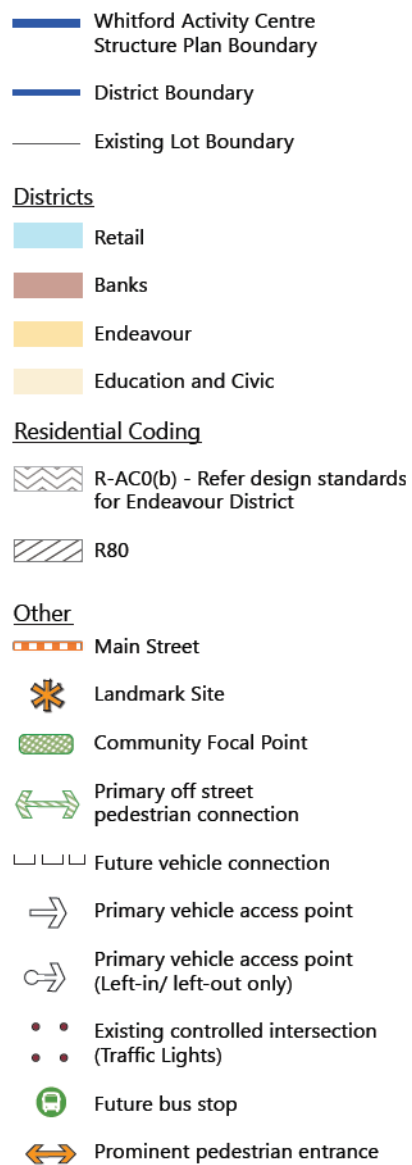 Whitford Activity Centre
Structure Plan Boundary
District Boundary
Existing Lot Boundary
Districts
Retail
Banks
Endeavour
Education and Civic
Residential Coding
R-AC0(b) - Refer design standards
for Endeavour District
R80
Other
Main Street
Landmark Site
Community Focal Point
Primary off street
pedestrian connection
Future vehicle connection
Primary vehicle access point
Primary vehicle access point
(Left-in/ left-out only)
Existing controlled intersection
(Traffic Lights)
Future bus stop
Prominent pedestrian entrance